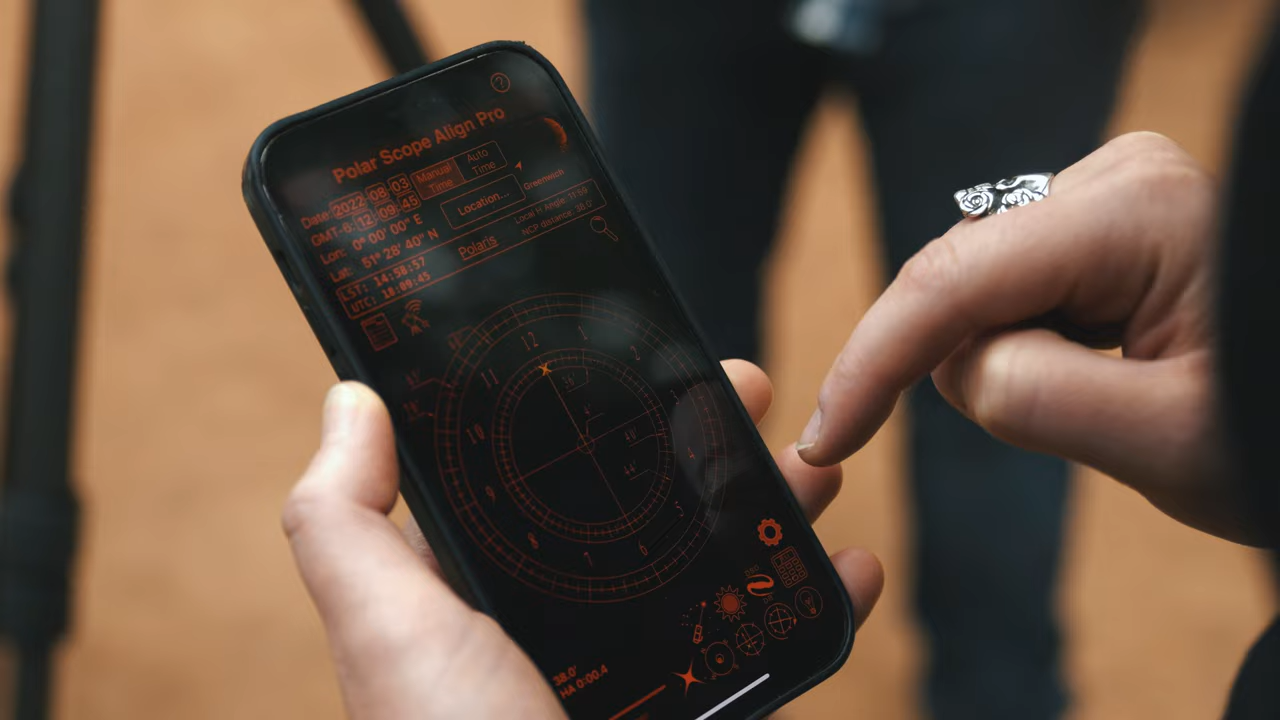 ?
Polar Scope Align Pro
Date 2022-08-03 Manual Time Auto Time
GMT-6: 12:09:45
Lon: 0° 00' 00" E Location... Greenwich
Lat: 51° 28' 40" N
LST: 14:58:57 Polaris Local H Angle: 11:59
UTC: 18:09:45 NCP distance: 38.0'
12
1
2
4
5
6
7
8
9
10
11
38.0'
HA 0:00.4